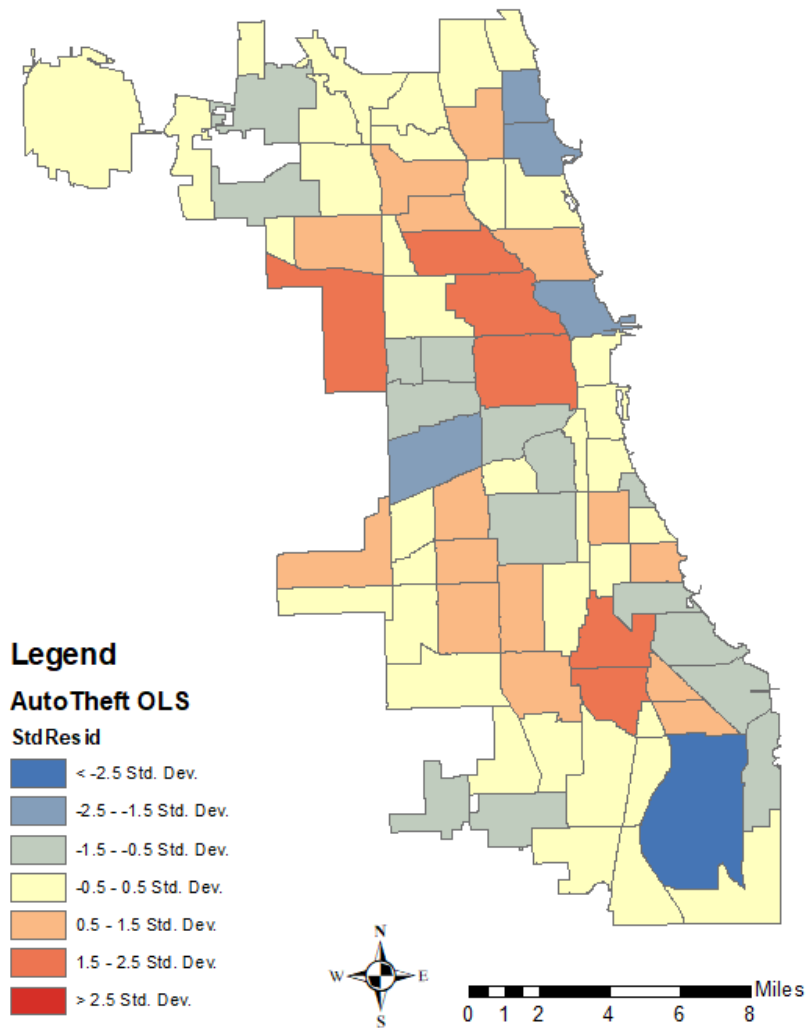 Legend
AutoTheft OLS
StdResid
< -2.5 Std. Dev.
-2.5 - -1.5 Std. Dev.
-1.5 - -0.5 Std. Dev.
-0.5 - 0.5 Std. Dev.
0.5 - 1.5 Std. Dev.
1.5 - 2.5 Std. Dev.
> 2.5 Std. Dev.
N
W E
S
Miles
0 1 2 4 6 8